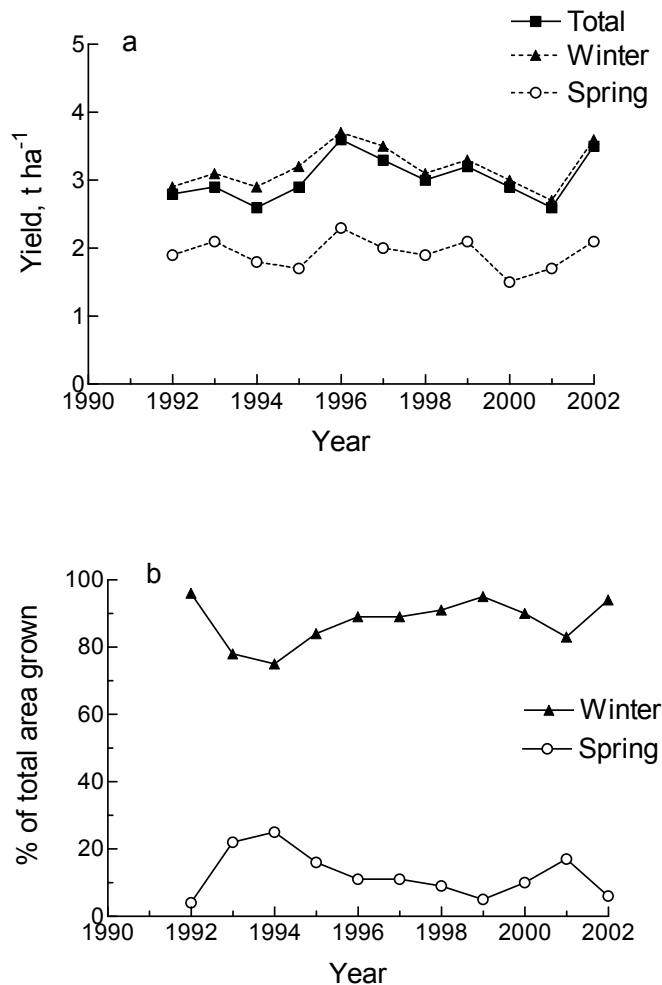 a
Total
Winter
Spring
5
4
3
2
1
0
Yield, t ha⁻¹
1990 1992 1994 1996 1998 2000 2002
Year
b
100
80
60
40
20
0
% of total area grown
Winter
Spring
1990 1992 1994 1996 1998 2000 2002
Year